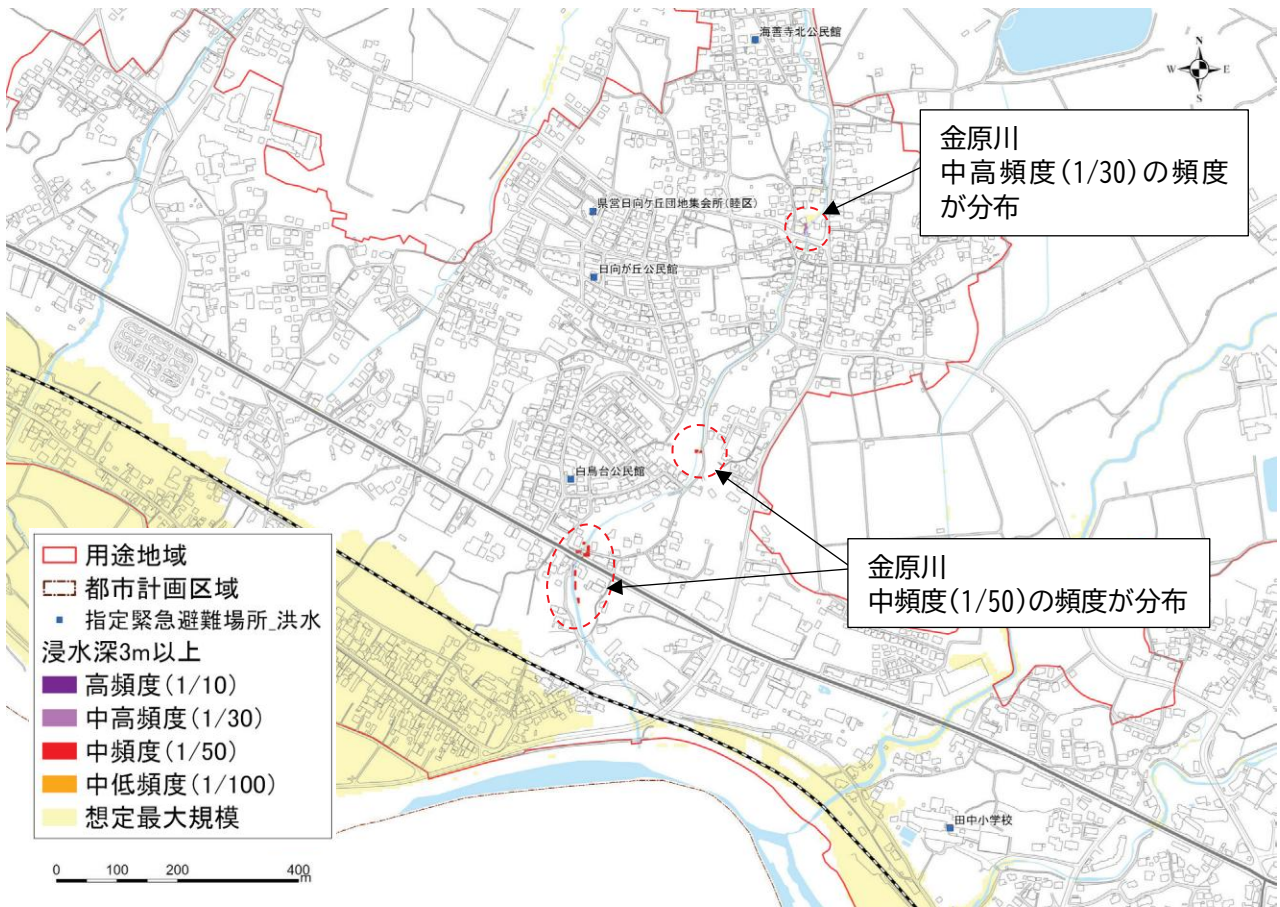 海善寺北公民館
N
W
E
S
金原川
中高頻度(1/30)の頻度
が分布
県営日向ケ丘団地集会所(睦区)
日向が丘公民館
白鳥台公民館
金原川
中頻度(1/50)の頻度が分布
用途地域
都市計画区域
指定緊急避難場所_洪水
浸水深3m以上
高頻度(1/10)
中高頻度(1/30)
中頻度(1/50)
中低頻度(1/100)
想定最大規模
田中小学校
0 100 200 400
m